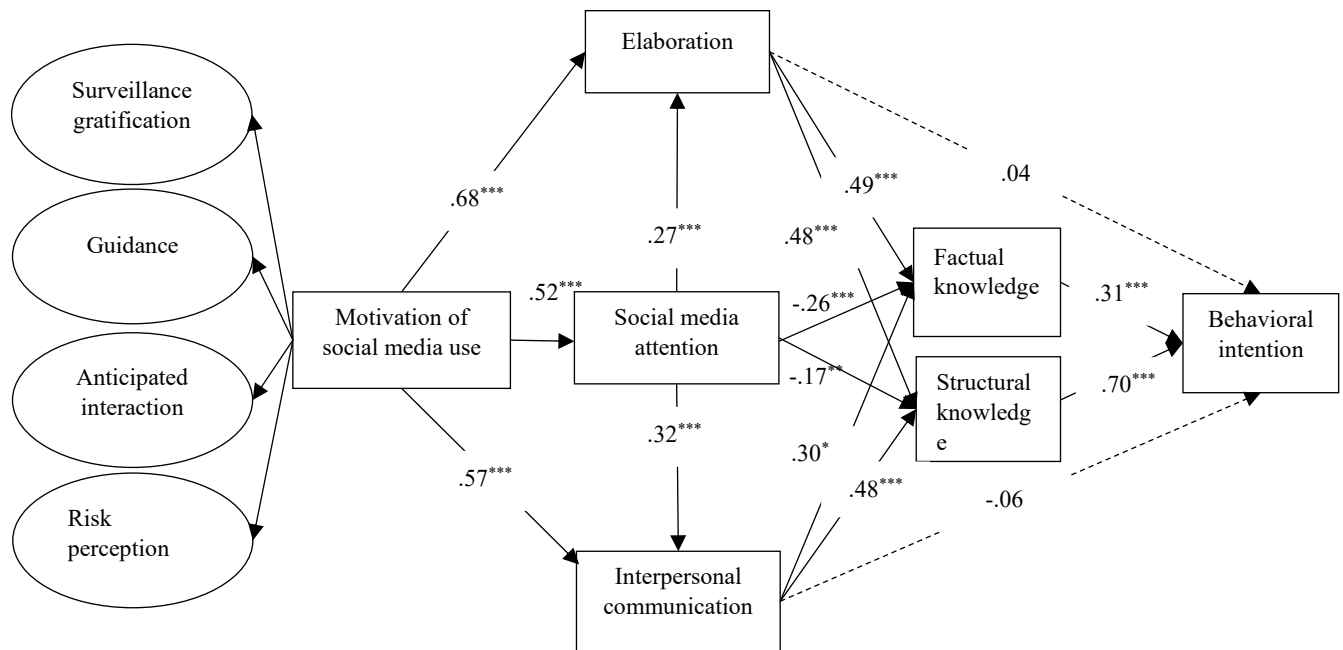 Elaboration
Surveillance
gratification
.68***
.27***
.49***
.48***
.04
Guidance
Factual
knowledge
Motivation of
social media use
.52***
Social media
attention
-.26***
-.17**
.31***
Behavioral
intention
Anticipated
interaction
Structural
knowledg
e
.70***
.32***
.30*
.48***
-.06
.57***
Risk
perception
Interpersonal
communication